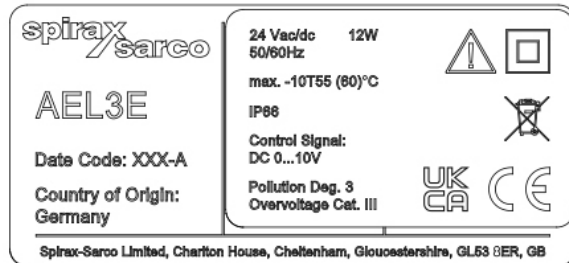 spirax
sarco
AEL3E
Date Code: XXX-A
Country of Origin:
Germany
24 Vac/dc 12W
50/60Hz
max. -10T55 (60)°C
IP66
Control Signal:
DC 0...10V
Pollution Deg. 3
Overvoltage Cat. III
UK
CA
CE
Spirax-Sarco Limited, Charlton House, Cheltenham, Gloucestershire, GL53 8ER, GB